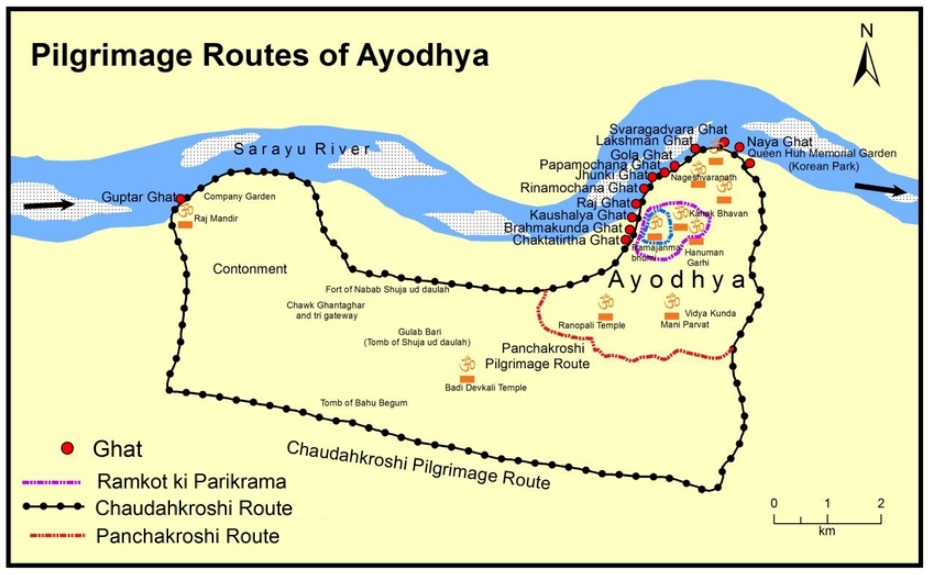 Pilgrimage Routes of Ayodhya
N
Sarayu River
Svaragadvara Ghat
Lakshman Ghat
Naya Ghat
Gola Ghat
Queen Huh Memorial Garden
(Korean Park)
Papamochana Ghat
Jhunki Ghat
Nageshvaranath
Rinamochana Ghat
Guptar Ghat
Company Garden
Raj Ghat
Raj Mandir
Kaushalya Ghat
Kanak Bhavan
Brahmakunda Ghat
Chaktatirtha Ghat
Ramajanma
bhumi
Hanuman
Garhi
Contonment
Ayodhya
Fort of Nabab Shuja ud daulah
Chawk Ghantaghar
and tri gateway
Ranopali Temple
Vidya Kunda
Mani Parvat
Gulab Bari
(Tomb of Shuja ud daulah)
Panchakroshi
Pilgrimage Route
Badi Devkali Temple
Tomb of Bahu Begum
Chaudahkroshi Pilgrimage Route
Ghat
Ramkot ki Parikrama
Chaudahkroshi Route
Panchakroshi Route
0 1 2
km